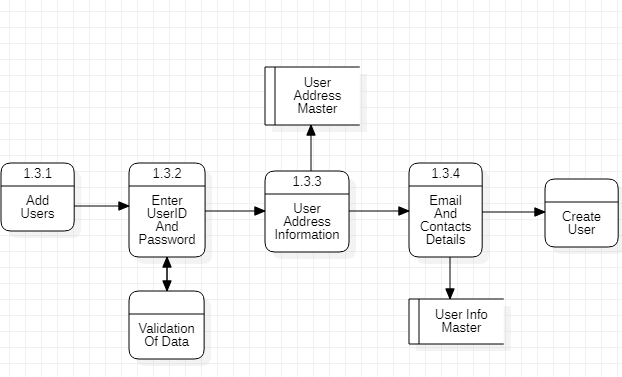 User
Address
Master
1.3.1
Add
Users
1.3.2
Enter
UserID
And
Password
1.3.3
User
Address
Information
1.3.4
Email
And
Contacts
Details
Create
User
Validation
Of Data
User Info
Master